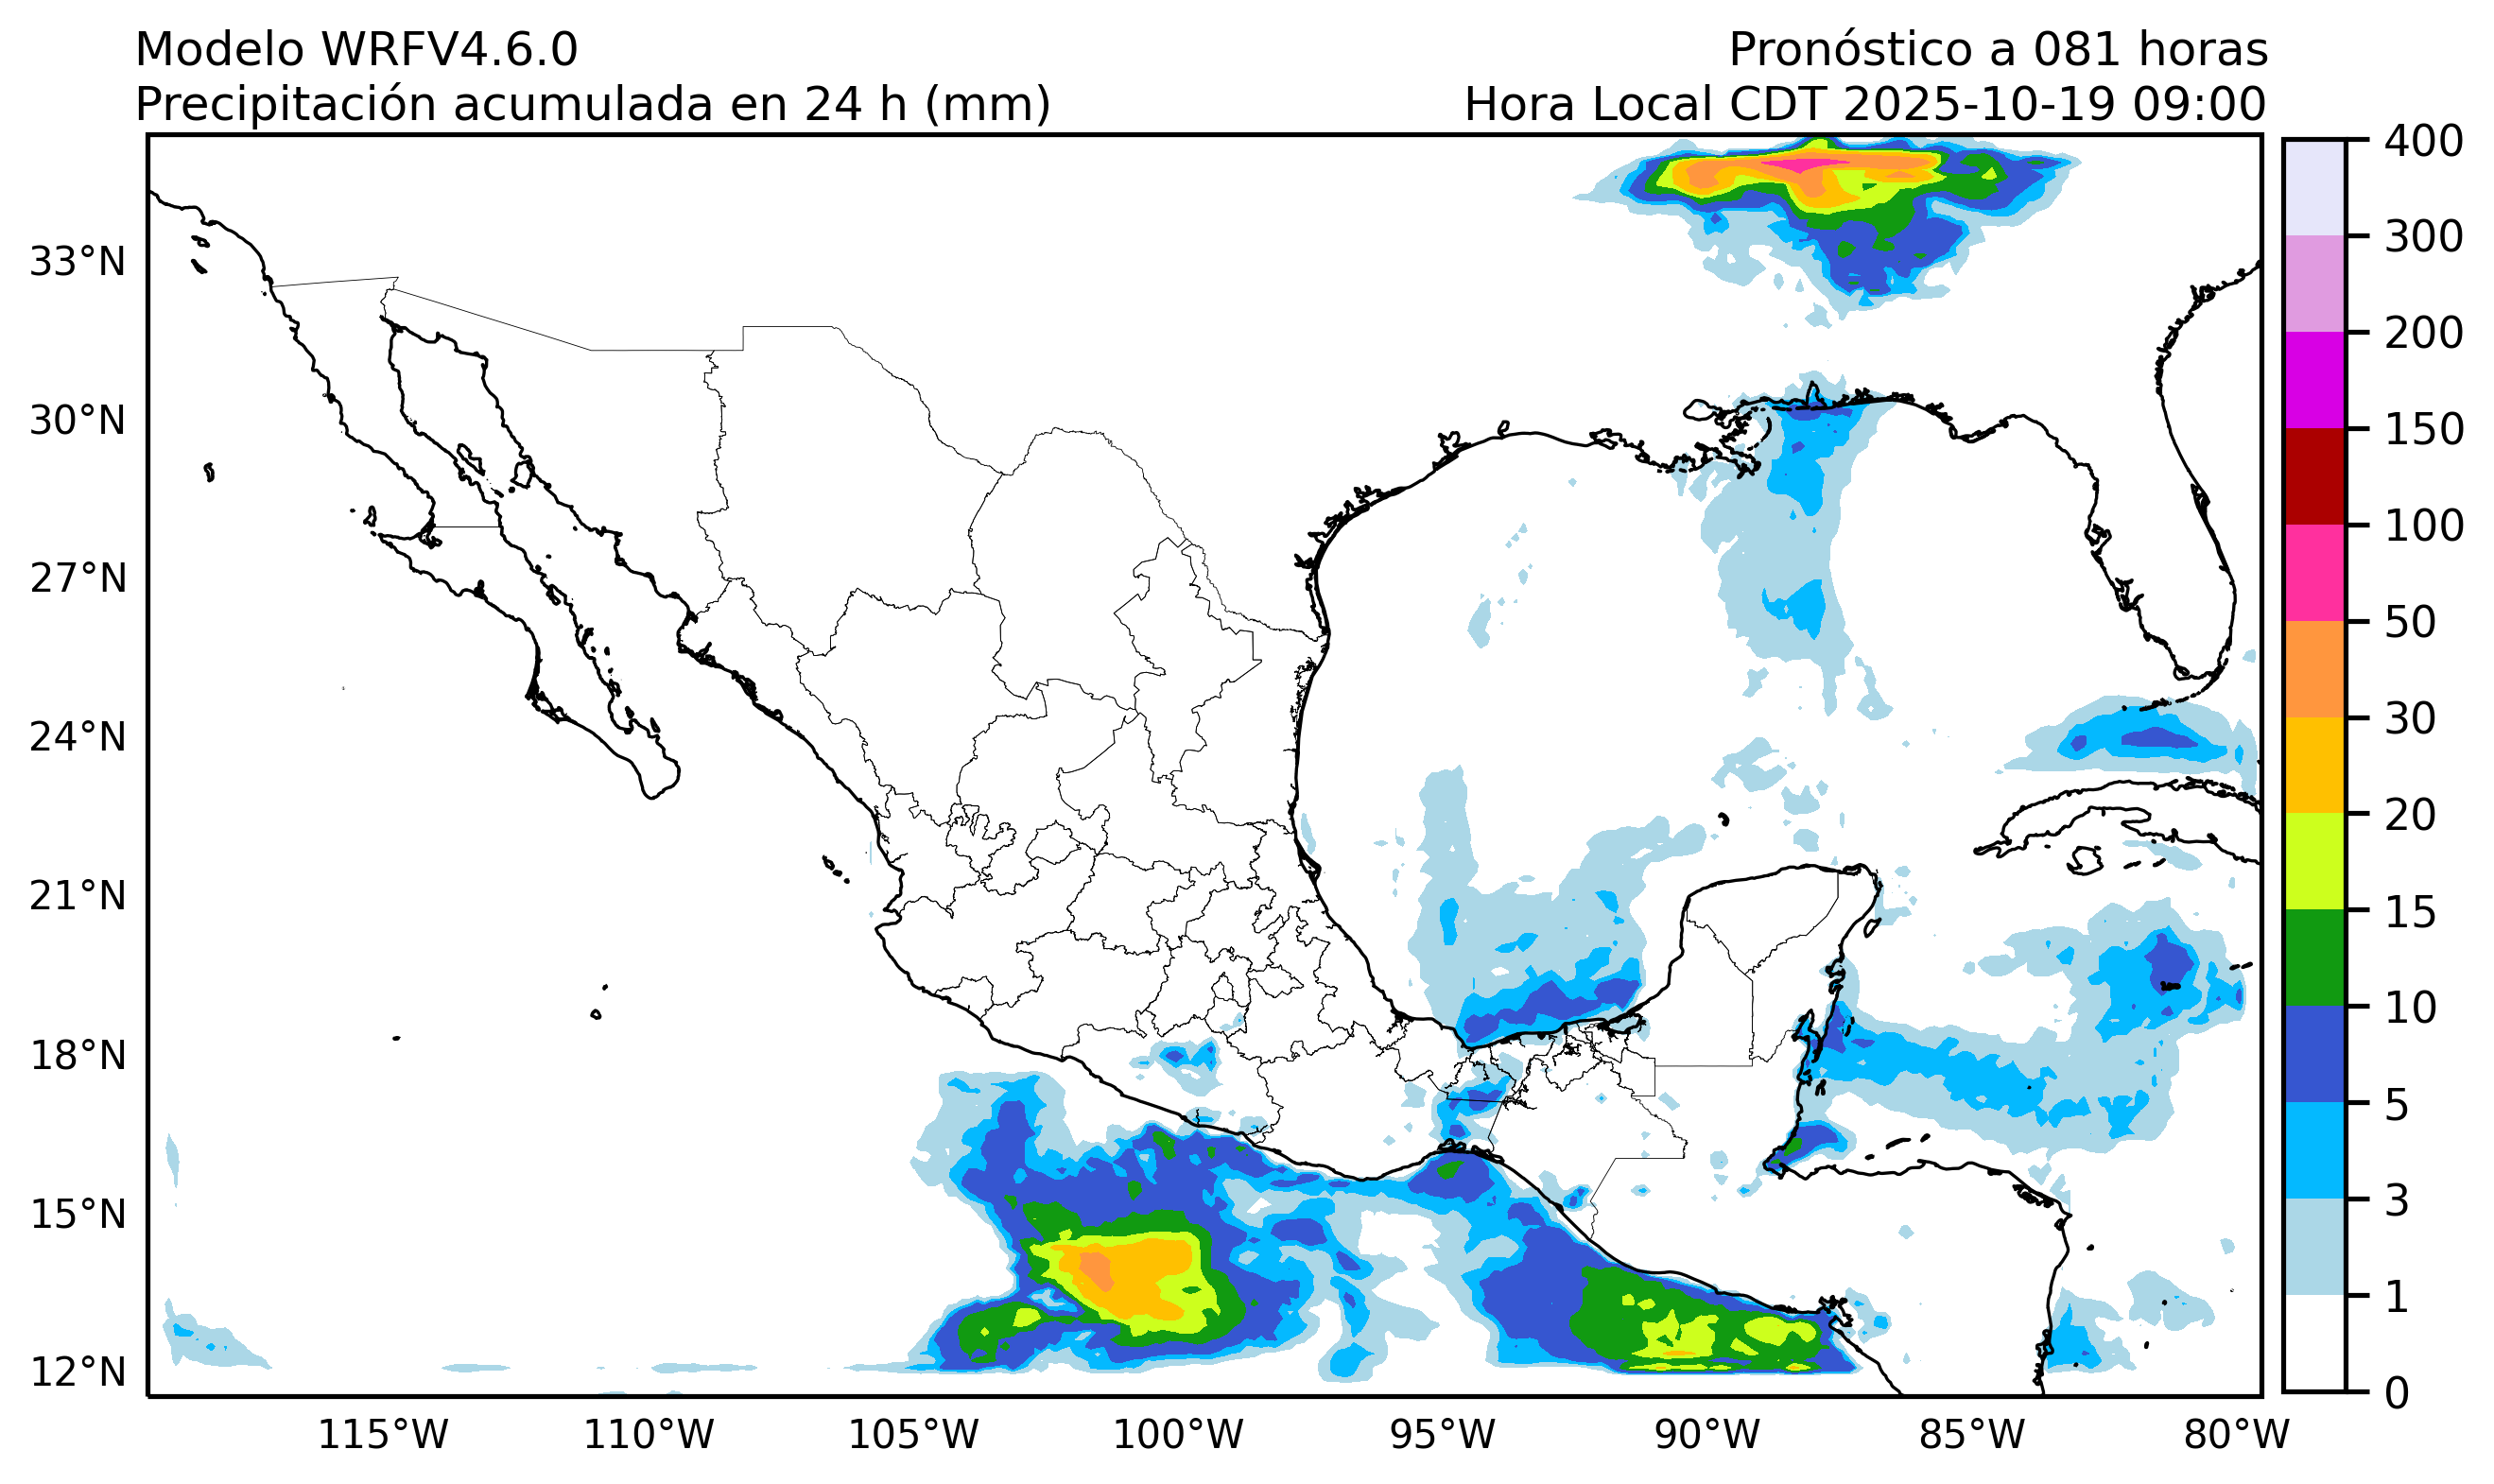 Modelo WRFV4.6.0
Pronóstico a 081 horas
Precipitación acumulada en 24 h (mm)
Hora Local CDT 2025-10-19 09:00
33°N
30°N
27°N
24°N
21°N
18°N
15°N
12°N
115°W
110°W
105°W
100°W
95°W
90°W
85°W
80°W
400
300
200
150
100
50
30
20
15
10
5
3
1
0